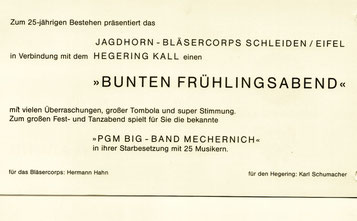 Zum 25-jährigen Bestehen präsentiert das
JAGDHORN-BLÄSERCORPS SCHLEIDEN/EIFEL
in Verbindung mit dem HEGERING KALL einen
»BUNTEN FRÜHLINGSABEND«
mit vielen Überraschungen, großer Tombola und super Stimmung.
Zum großen Fest- und Tanzabend spielt für Sie die bekannte
»PGM BIG-BAND MECHERNICH«
in ihrer Starbesetzung mit 25 Musikern.
für das Bläsercorps: Hermann Hahn
für den Hegering: Karl Schumacher